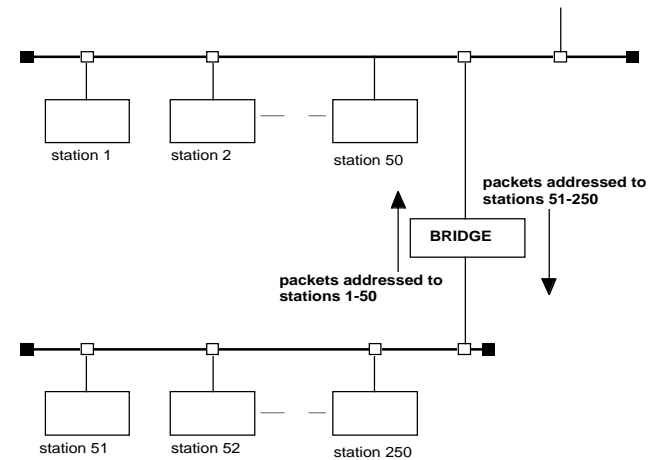 station 1
station 2
station 50
packets addressed to
stations 51-250
BRIDGE
packets addressed to
stations 1-50
station 51
station 52
station 250